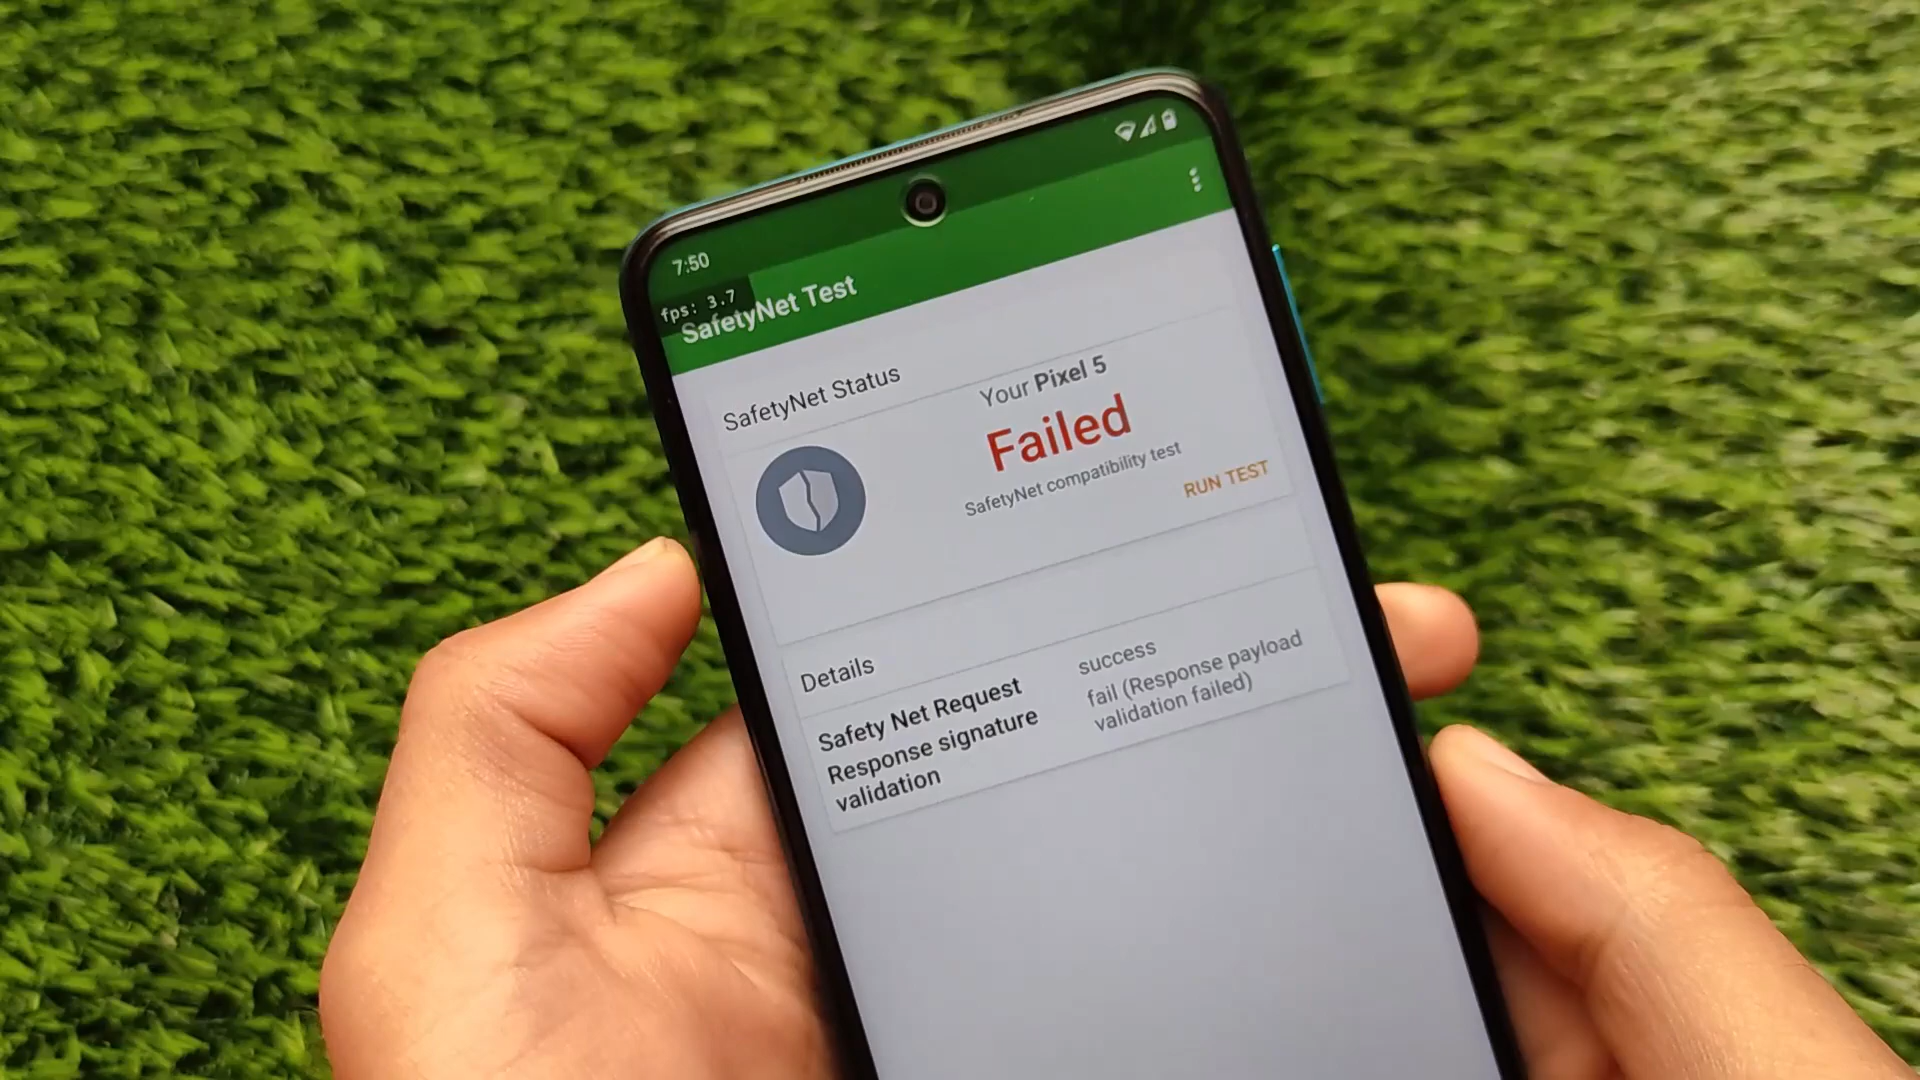 7:50
fps: 3.7
SafetyNet Test
SafetyNet Status
Your Pixel 5
Failed
SafetyNet compatibility test
RUN TEST
Details
Safety Net Request
success
Response signature
validation
fail (Response payload
validation failed)